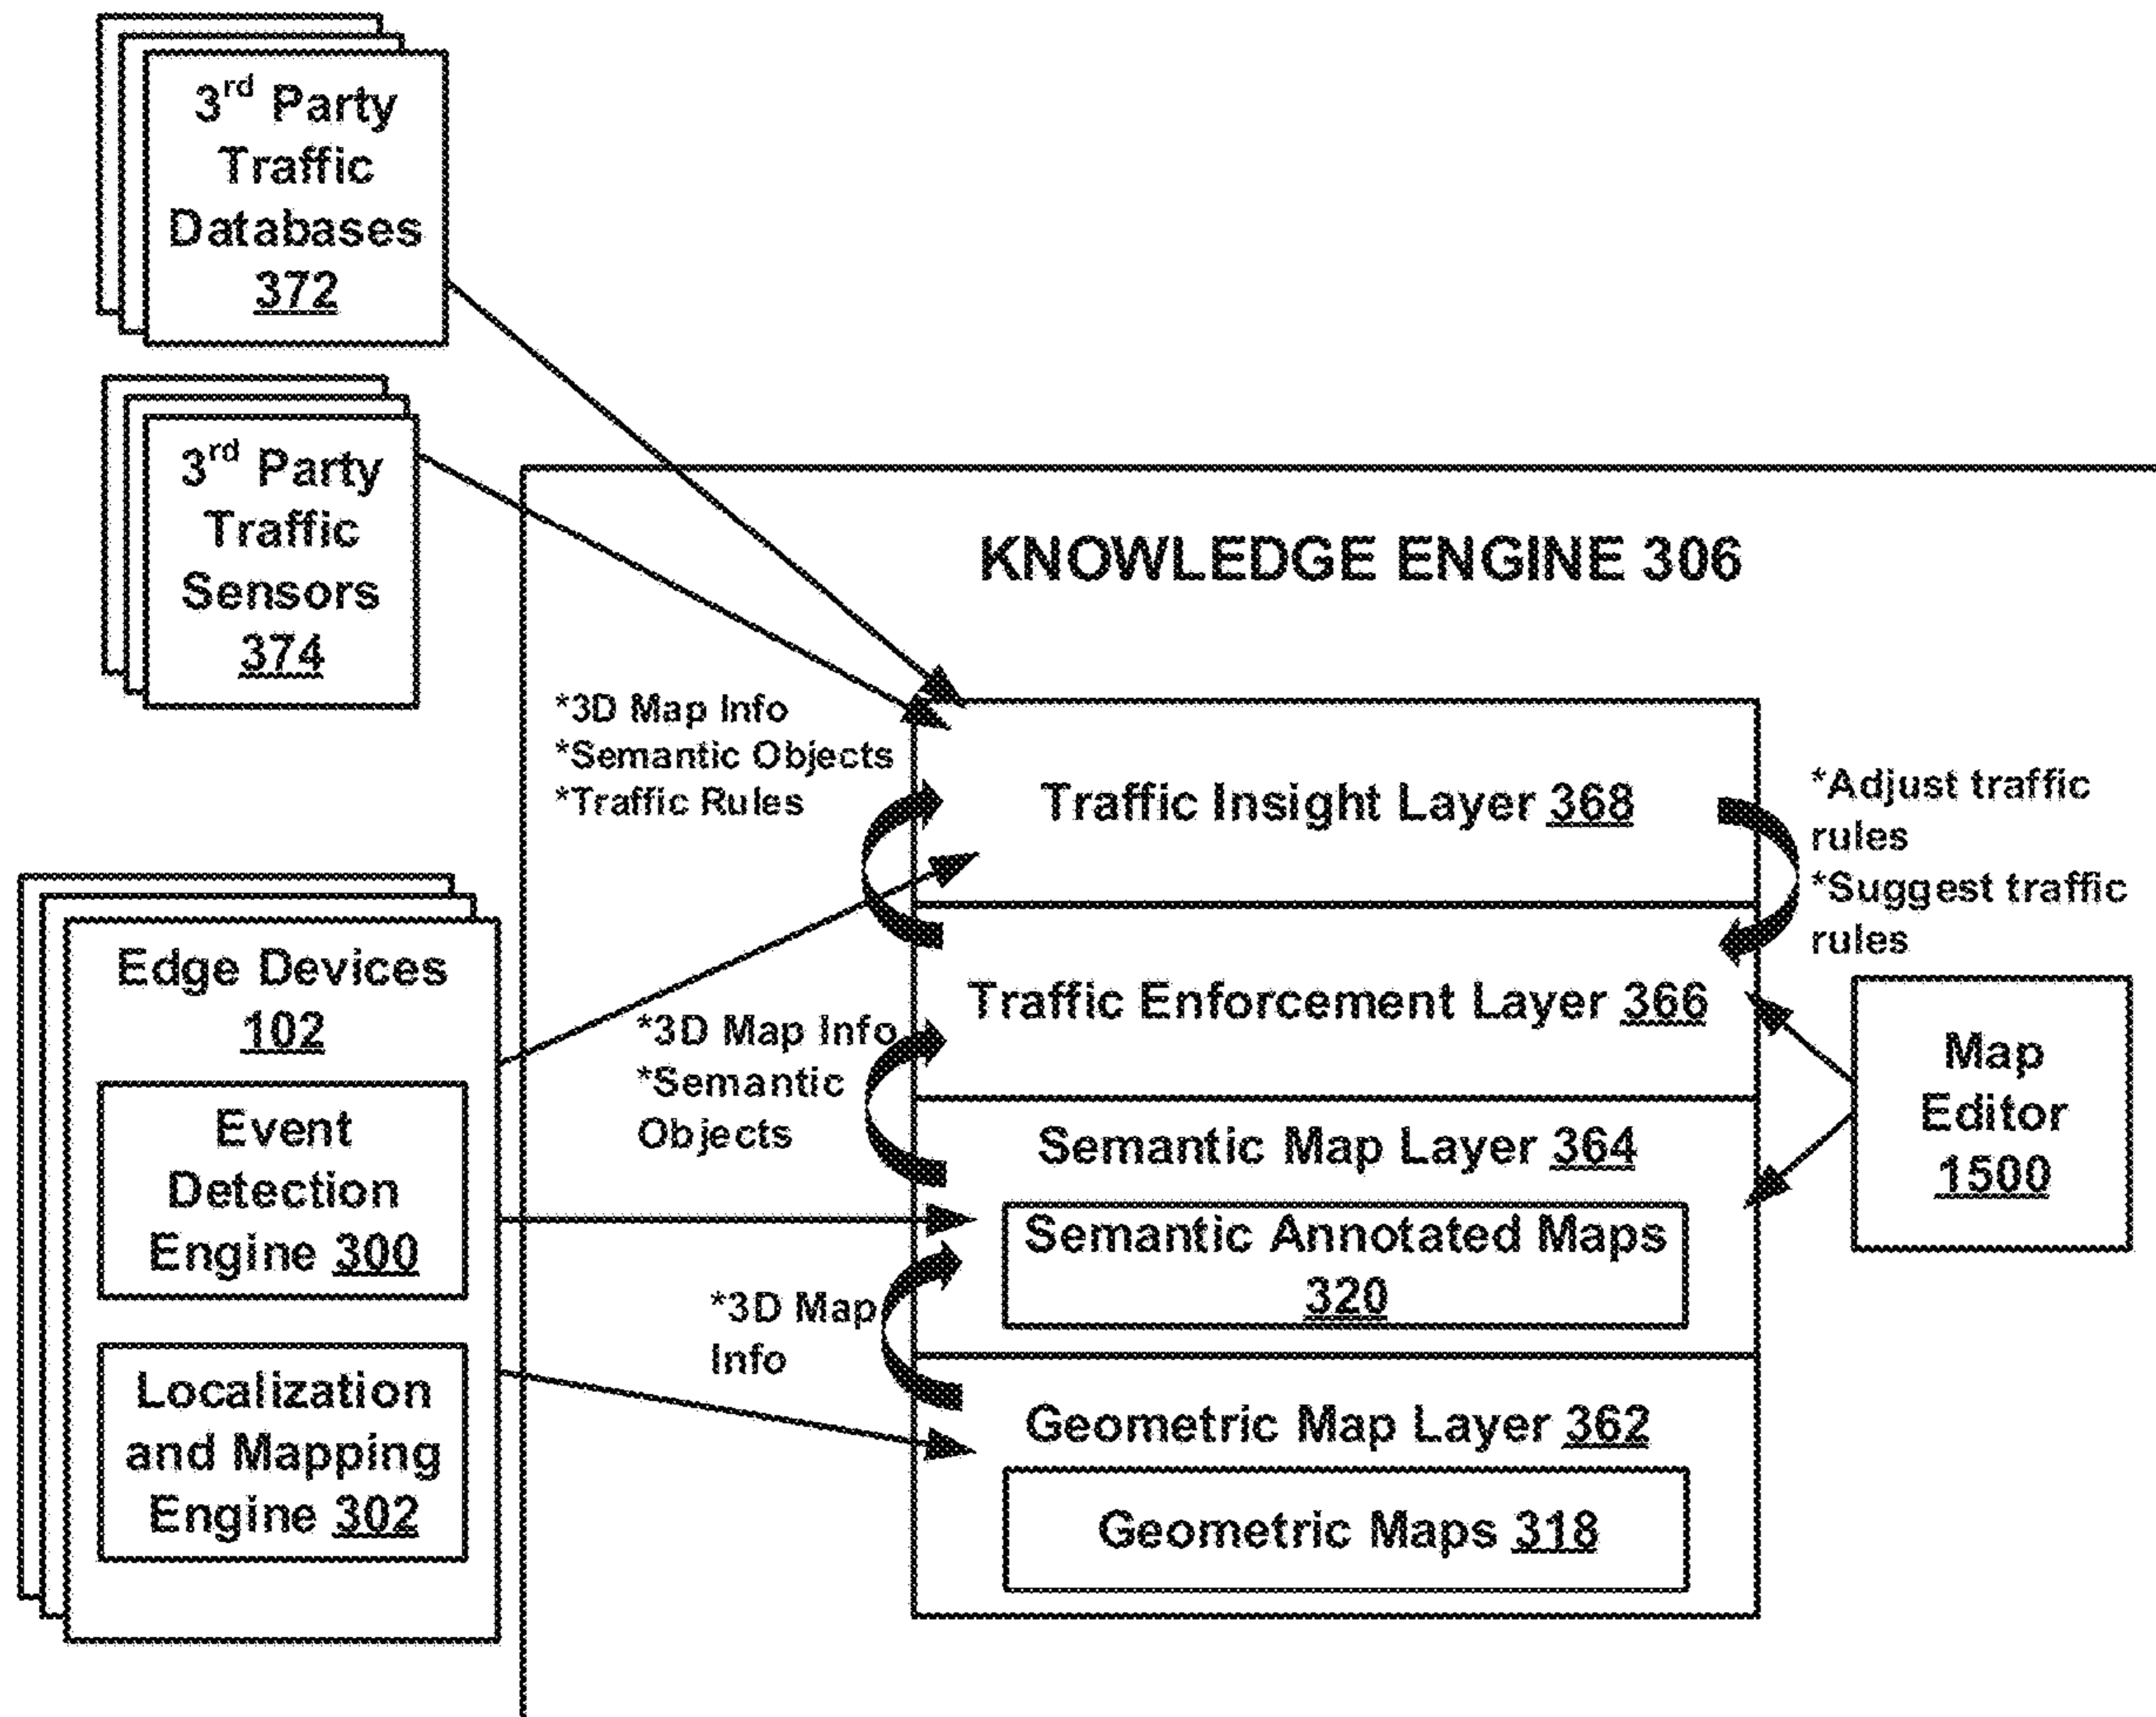 3rd Party
Traffic
Databases
372
3rd Party
Traffic
Sensors
374
KNOWLEDGE ENGINE 306
*3D Map Info
*Semantic Objects
*Traffic Rules
Traffic Insight Layer 368
*Adjust traffic
rules
*Suggest traffic
rules
Edge Devices
102
Event
Detection
Engine 300
Localization
and Mapping
Engine 302
*3D Map Info
*Semantic
Objects
Traffic Enforcement Layer 366
Map
Editor
1500
Semantic Map Layer 364
Semantic Annotated Maps
320
*3D Map
Info
Geometric Map Layer 362
Geometric Maps 318